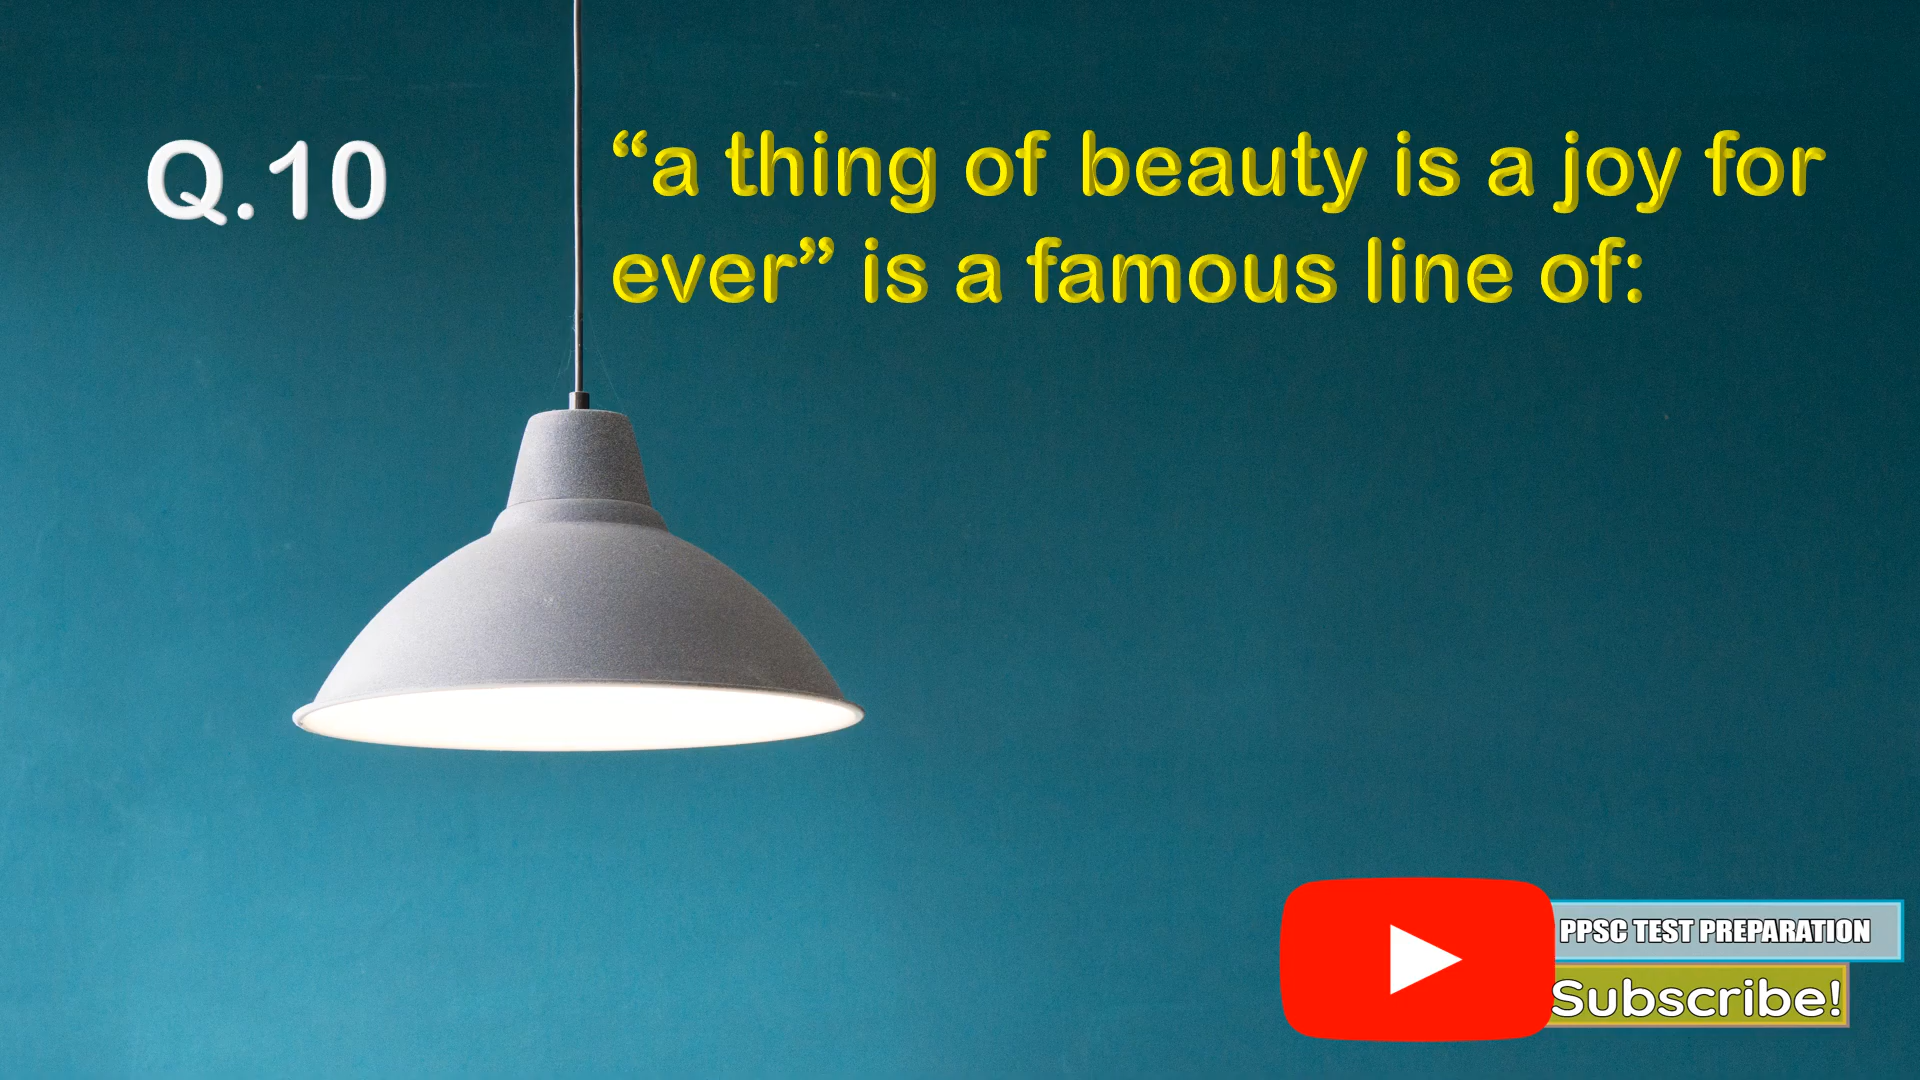 Q.10
“a thing of beauty is a joy for
ever” is a famous line of:
PPSC TEST PREPARATION
Subscribe!